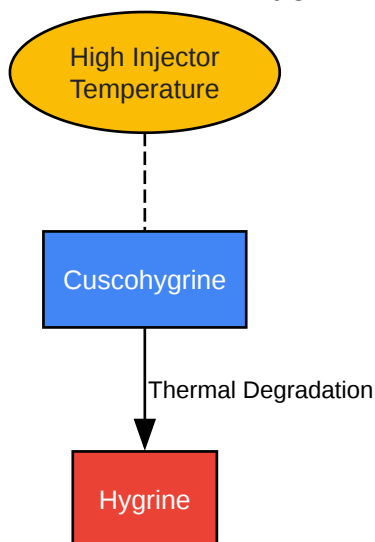 High Injector
Temperature
Cuscohygrine
Thermal Degradation
Hygrine